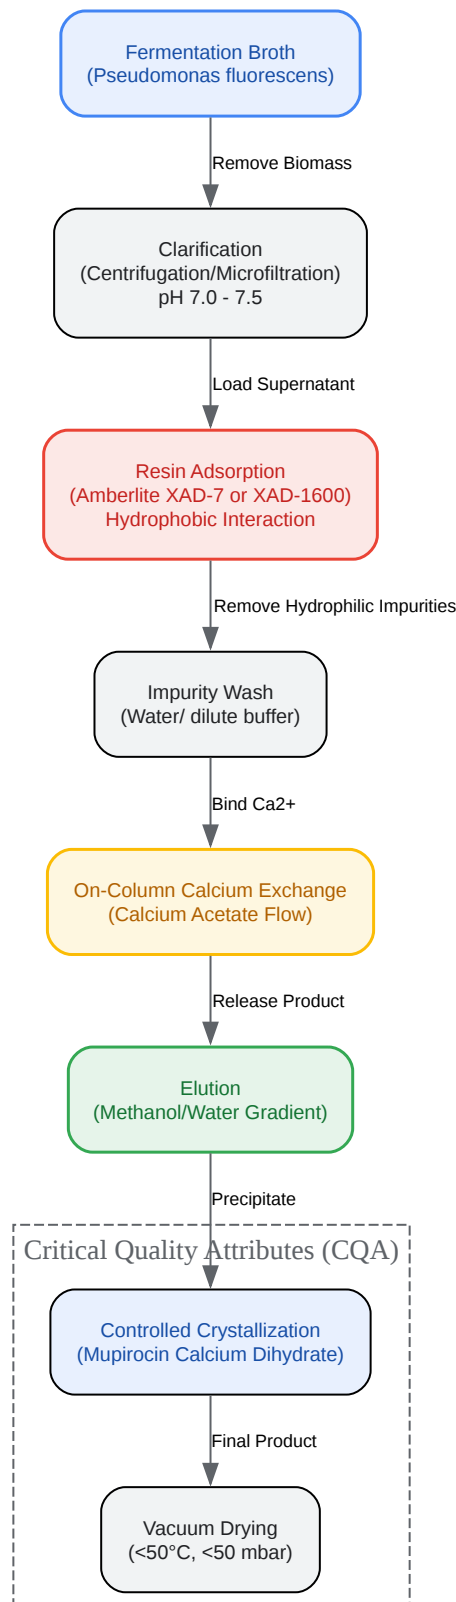 Fermentation Broth
(Pseudomonas fluorescens)
Remove Biomass
Clarification
(Centrifugation/Microfiltration)
pH 7.0 - 7.5
Load Supernatant
Resin Adsorption
(Amberlite XAD-7 or XAD-1600)
Hydrophobic Interaction
Remove Hydrophilic Impurities
Impurity Wash
(Water/ dilute buffer)
Bind Ca2+
On-Column Calcium Exchange
(Calcium Acetate Flow)
Release Product
Elution
(Methanol/Water Gradient)
Precipitate
Critical Quality Attributes (CQA)
Controlled Crystallization
(Mupirocin Calcium Dihydrate)
Final Product
Vacuum Drying
(<50°C, <50 mbar)